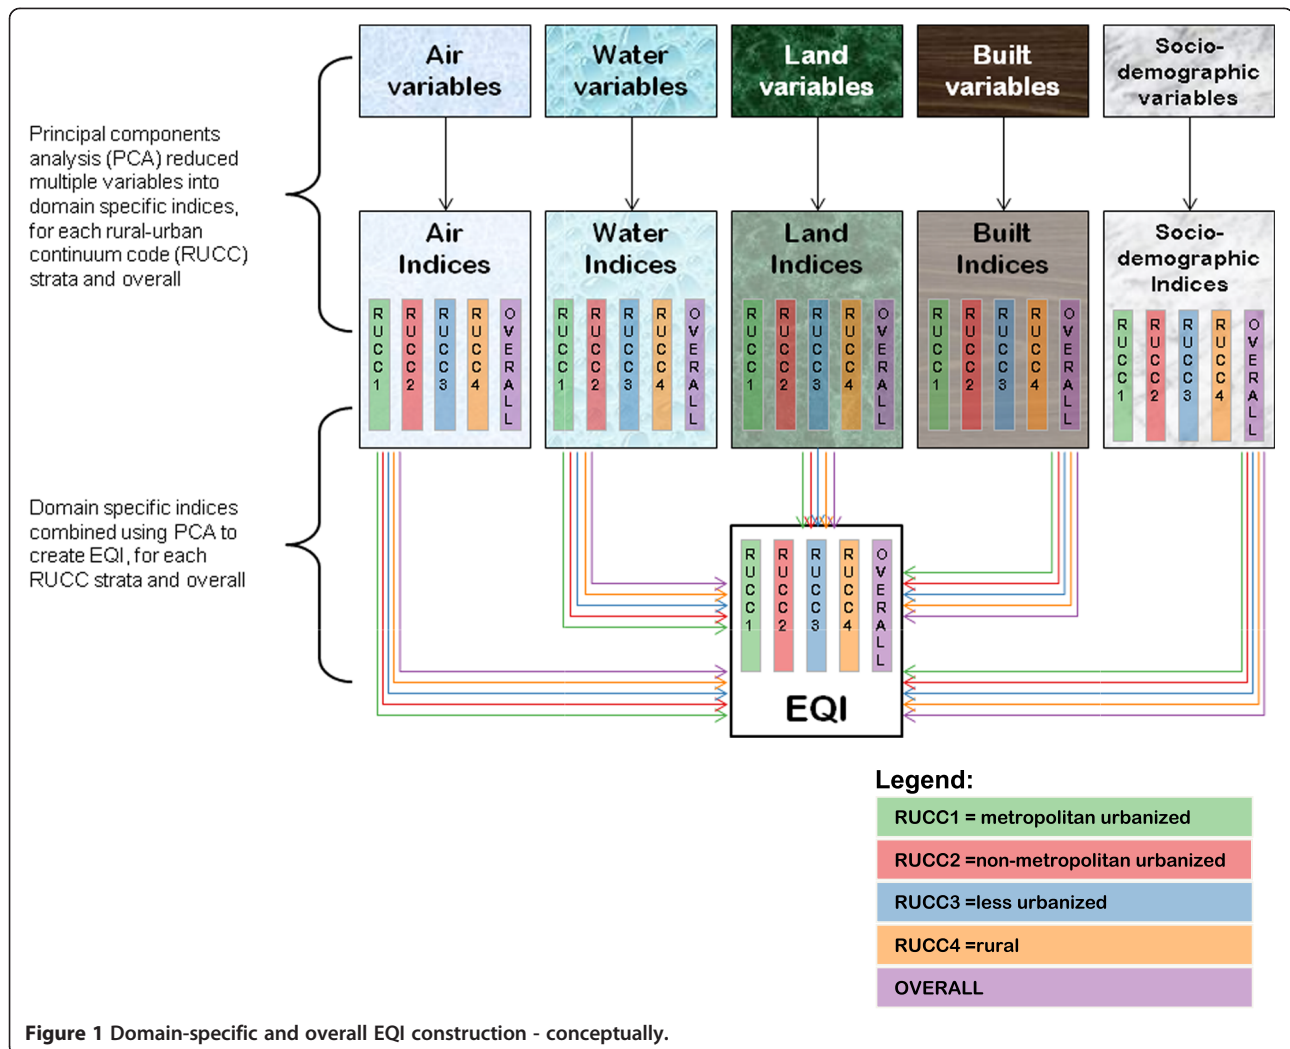 Air
variables
Water
variables
Land
variables
Built
variables
Socio-
demographic
variables
Principal components
analysis (PCA) reduced
multiple variables into
domain specific indices,
for each rural-urban
continuum code (RUCC)
strata and overall
Air
Indices
RUCC1
RUCC2
RUCC3
RUCC4
OVERALL
Water
Indices
RUCC1
RUCC2
RUCC3
RUCC4
OVERALL
Land
Indices
RUCC1
RUCC2
RUCC3
RUCC4
OVERALL
Built
Indices
RUCC1
RUCC2
RUCC3
RUCC4
OVERALL
Socio-
demographic
Indices
RUCC1
RUCC2
RUCC3
RUCC4
OVERALL
Domain specific indices
combined using PCA to
create EQI, for each
RUCC strata and overall
RUCC1
RUCC2
RUCC3
RUCC4
OVERALL
EQI
Legend:
RUCC1 = metropolitan urbanized
RUCC2 =non-metropolitan urbanized
RUCC3 =less urbanized
RUCC4 =rural
OVERALL
Figure 1 Domain-specific and overall EQI construction - conceptually.